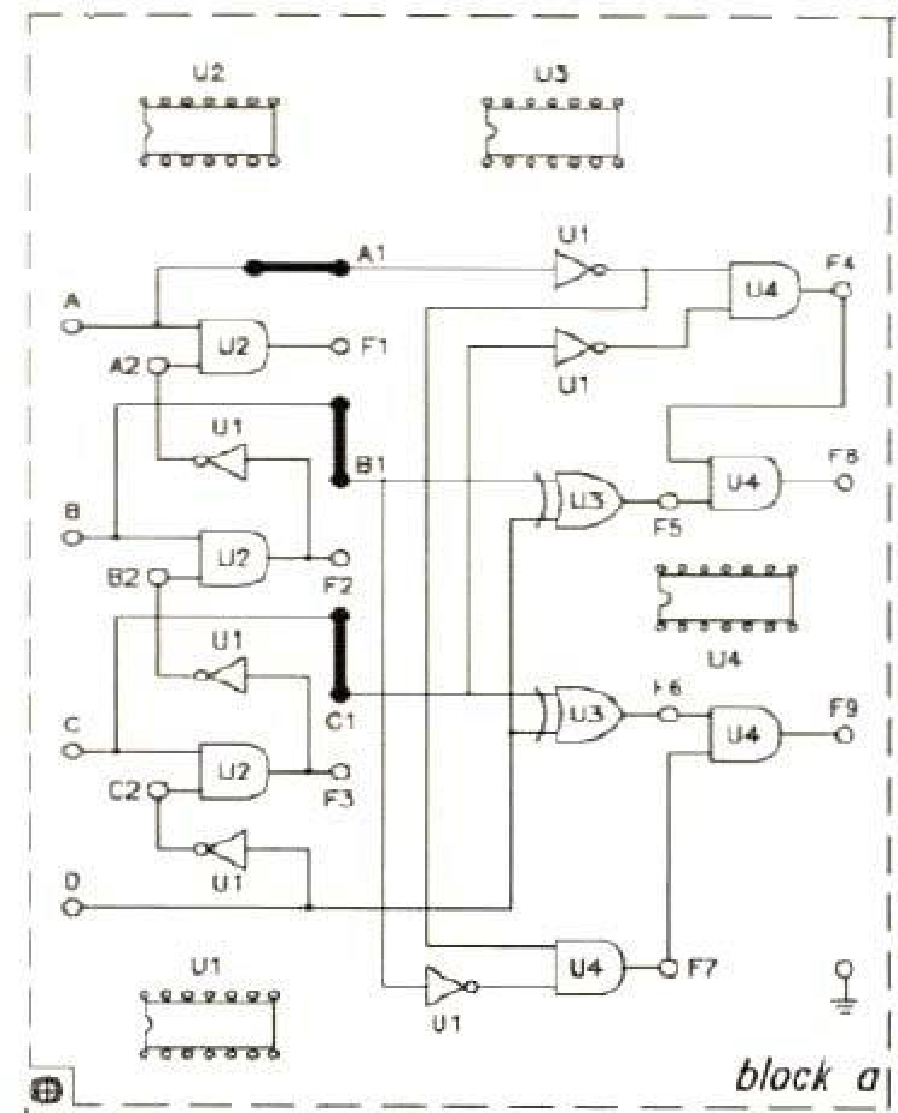 U2 U3
A1 U1
A U4 F4
U2 F1
A2 U1
U1
B1 U4 F8
B U3
F5
U2
B2 F2
U4
U1
F6
C1 U3 U4 F9
C
U2
C2 F3
U1
D
U1 U4 F7
U1
block a